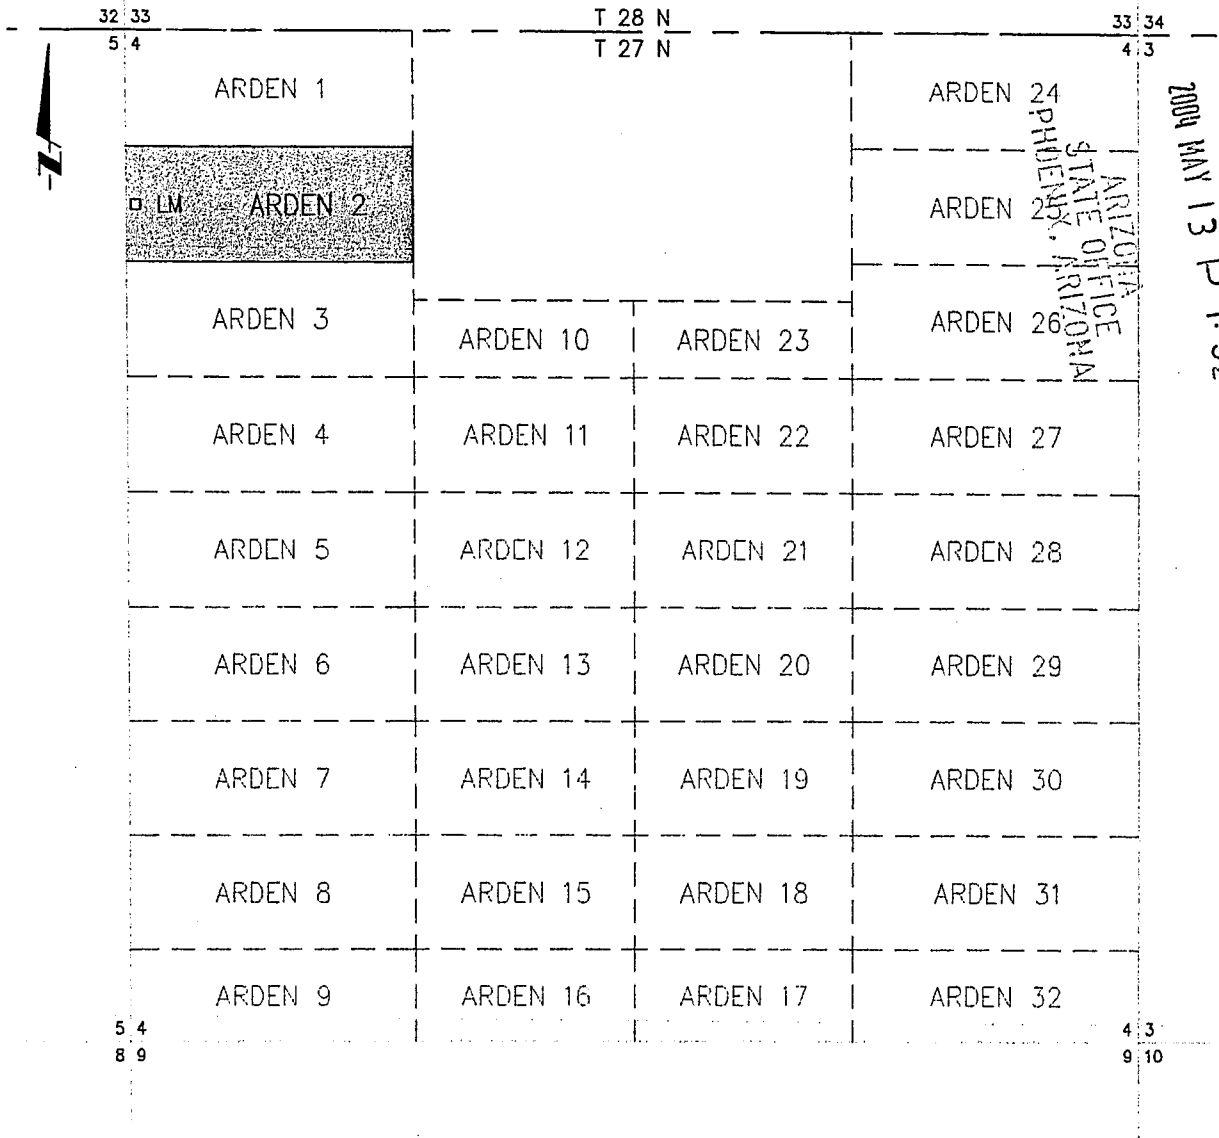 32 33
T 28 N
33 34
5 4
T 27 N
4 3
ARDEN 1
ARDEN 24
ARDEN 2
LM
ARDEN 25
ARDEN 3
ARDEN 10
ARDEN 23
ARDEN 26
ARDEN 4
ARDEN 11
ARDEN 22
ARDEN 27
ARDEN 5
ARDEN 12
ARDEN 21
ARDEN 28
ARDEN 6
ARDEN 13
ARDEN 20
ARDEN 29
ARDEN 7
ARDEN 14
ARDEN 19
ARDEN 30
ARDEN 8
ARDEN 15
ARDEN 18
ARDEN 31
ARDEN 9
ARDEN 16
ARDEN 17
ARDEN 32
5 4
4 3
8 9
9 10
Z
2004 MAY 13 P 1:
ARIZONA
STATE OFFICE
PHOENIX, ARIZONA